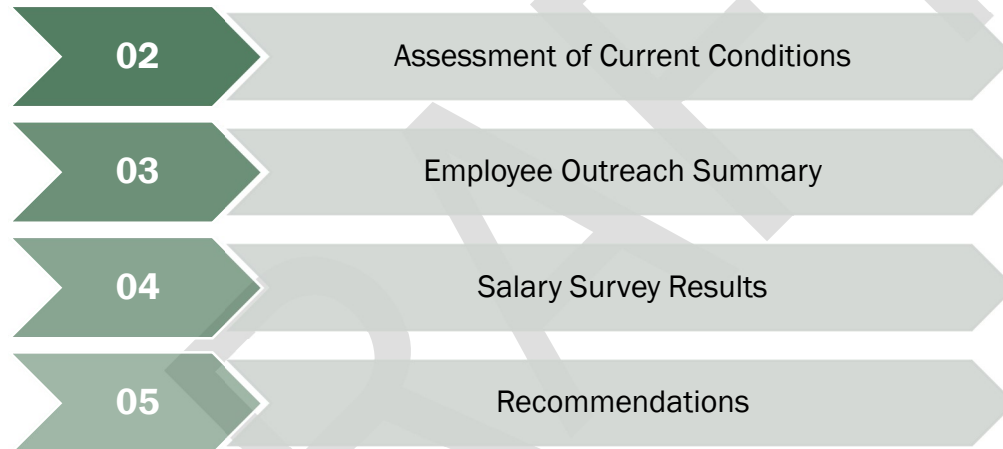 02 Assessment of Current Conditions
03 Employee Outreach Summary
04 Salary Survey Results
05 Recommendations